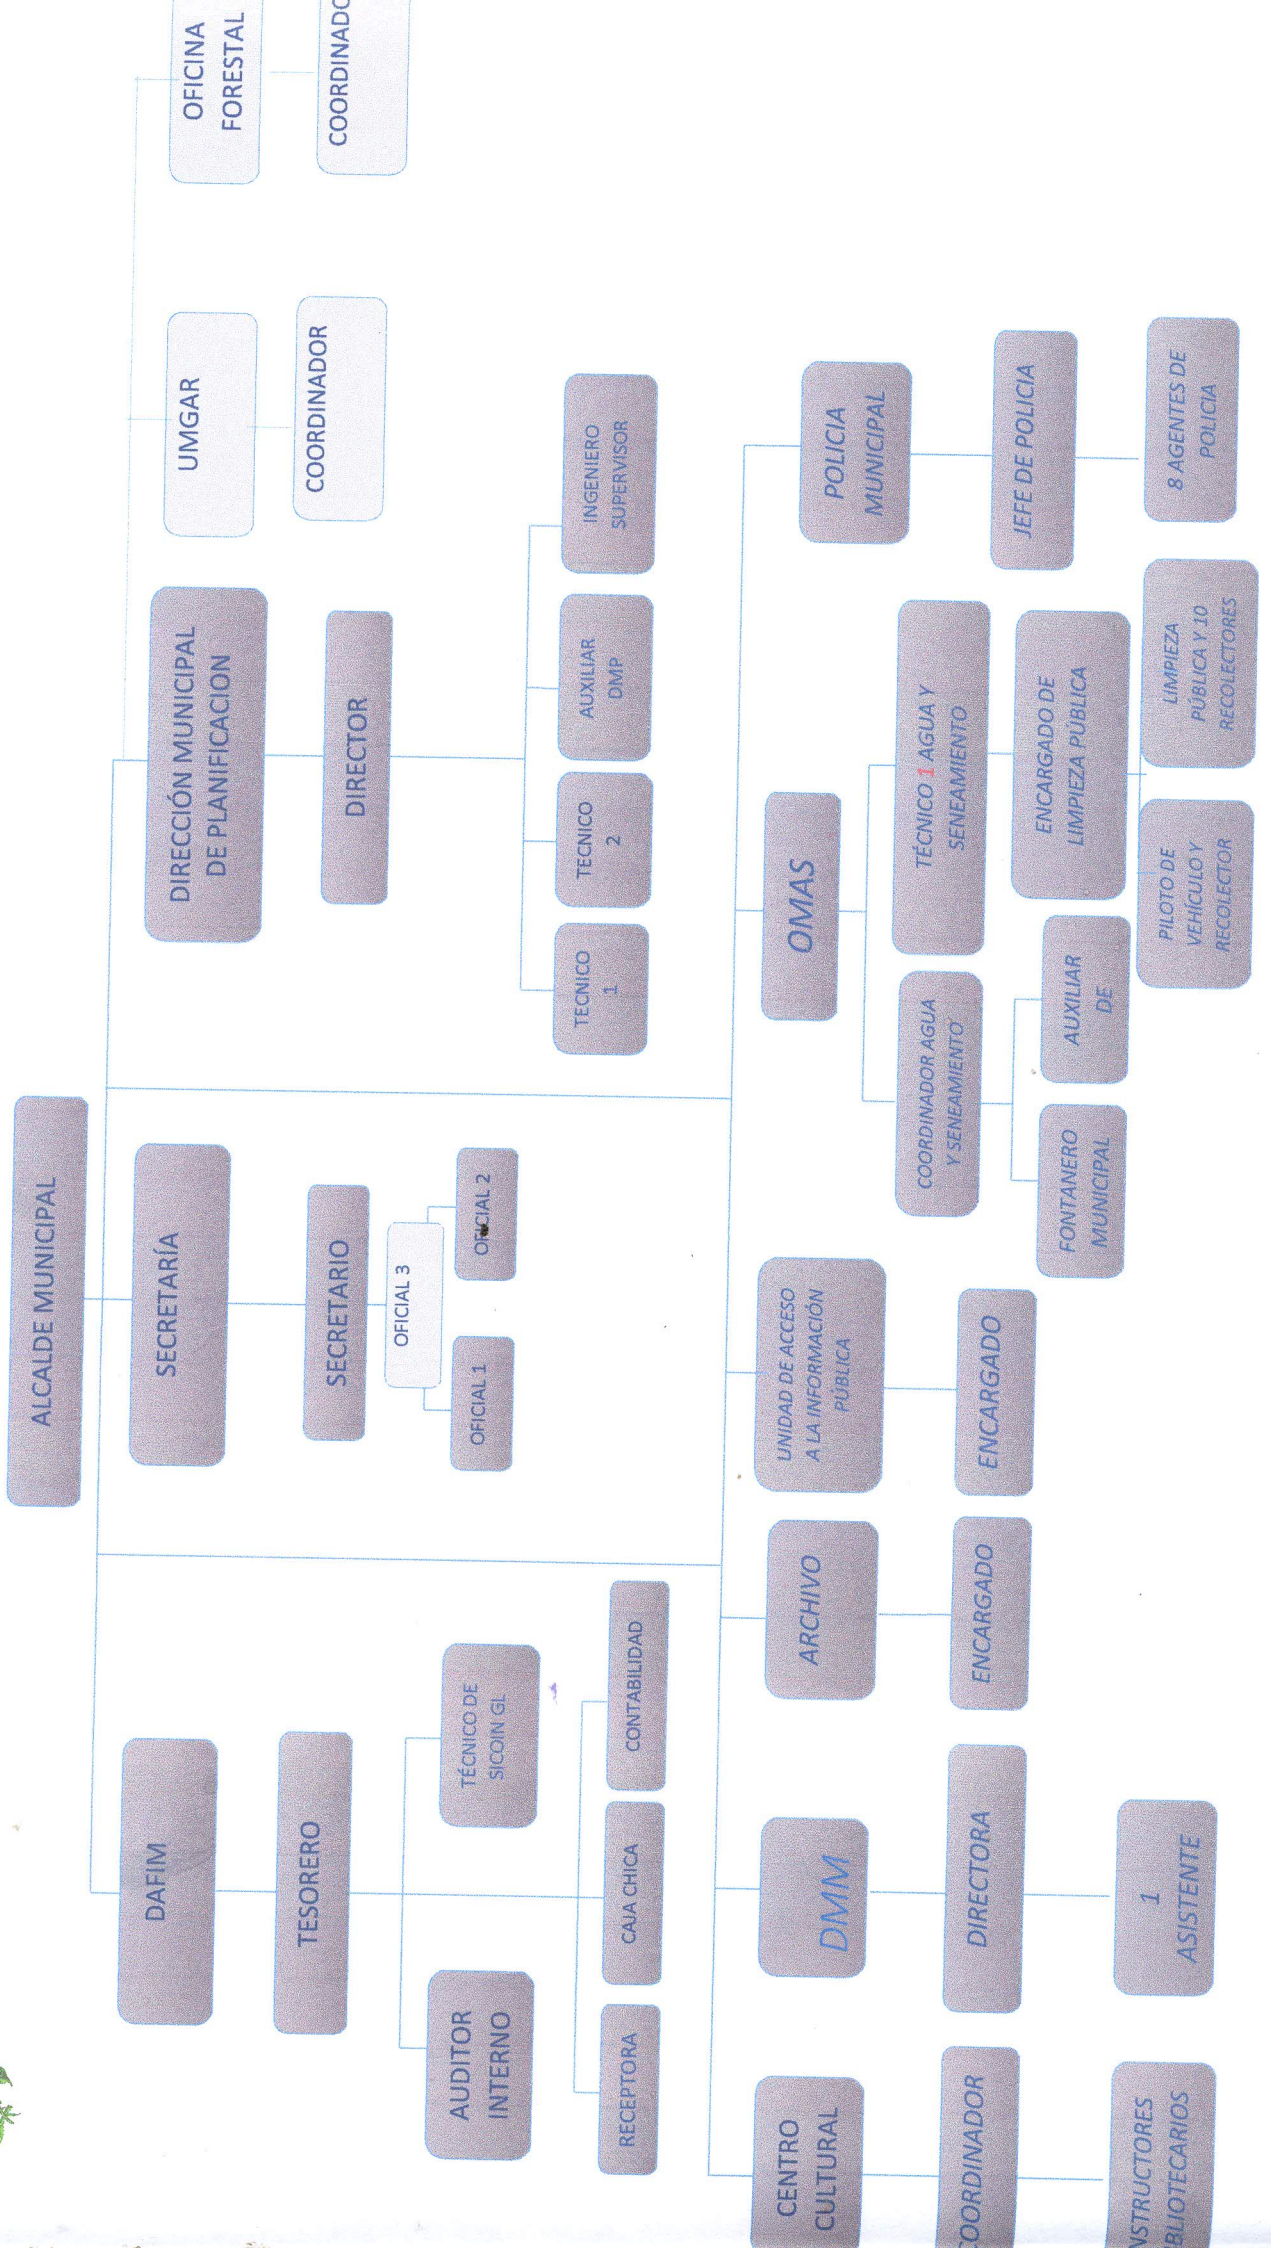 ALCALDE MUNICIPAL
DAFIM
SECRETARÍA
DIRECCIÓN MUNICIPAL
DE PLANIFICACION
UMGAR
OFICINA
FORESTAL
TESORERO
SECRETARIO
DIRECTOR
COORDINADOR
COORDINADO
OFICIAL 3
AUDITOR
INTERNO
TÉCNICO DE
SICOIN GL
OFICIAL 1
OFICIAL 2
TECNICO
1
TECNICO
2
AUXILIAR
DMP
INGENIERO
SUPERVISOR
RECEPTORA
CAJA CHICA
CONTABILIDAD
CENTRO
CULTURAL
DMM
ARCHIVO
UNIDAD DE ACCESO
A LA INFORMACIÓN
PÚBLICA
OMAS
POLICIA
MUNICIPAL
COORDINADOR AGUA
Y SENEAMIENTO
TÉCNICO 1 AGUA Y
SENEAMIENTO
OORDINADOR
DIRECTORA
ENCARGADO
ENCARGADO
JEFE DE POLICIA
FONTANERO
MUNICIPAL
AUXILIAR
DE
ENCARGADO DE
LIMPIEZA PÚBLICA
NSTRUCTORES
BLIOTECARIOS
1
ASISTENTE
PILOTO DE
VEHÍCULO Y
RECOLECTOR
LIMPIEZA
PÚBLICA Y 10
RECOLECTORES
8 AGENTES DE
POLICIA